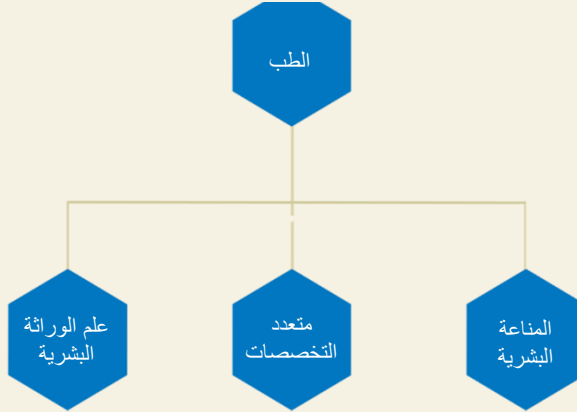 الطب
المناعة
البشرية
متعدد
التخصصات
علم الوراثة
البشرية